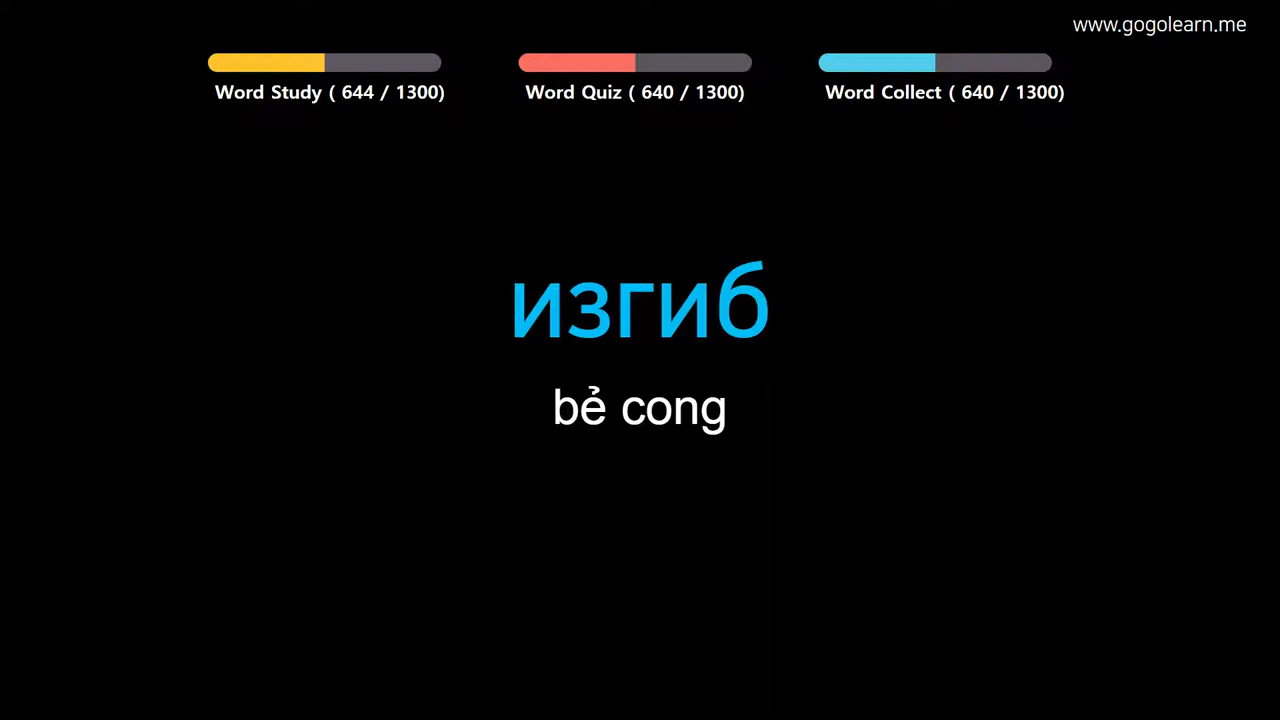 www.gogolearn.me
Word Study ( 644 / 1300)
Word Quiz ( 640 / 1300)
Word Collect ( 640 / 1300)
изгиб
bẻ cong